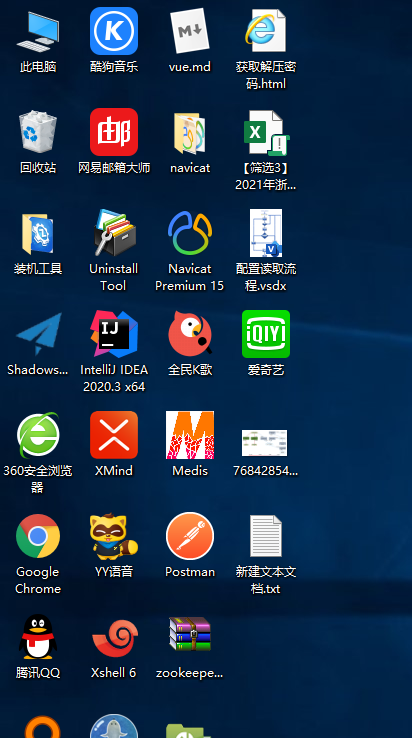 此电脑
酷狗音乐
vue.md
获取解压密
码.html
回收站
网易邮箱大师
navicat
【筛选3】
2021年浙...
装机工具
Uninstall
Tool
Navicat
Premium 15
配置读取流
程.vsdx
Shadows...
IntelliJ IDEA
2020.3 x64
全民K歌
爱奇艺
360安全浏览
器
XMind
Medis
76842854...
Google
Chrome
YY语音
Postman
新建文本文
档.txt
腾讯QQ
Xshell 6
zookeepe...
K
M
邮
X
IJ
iQIYI